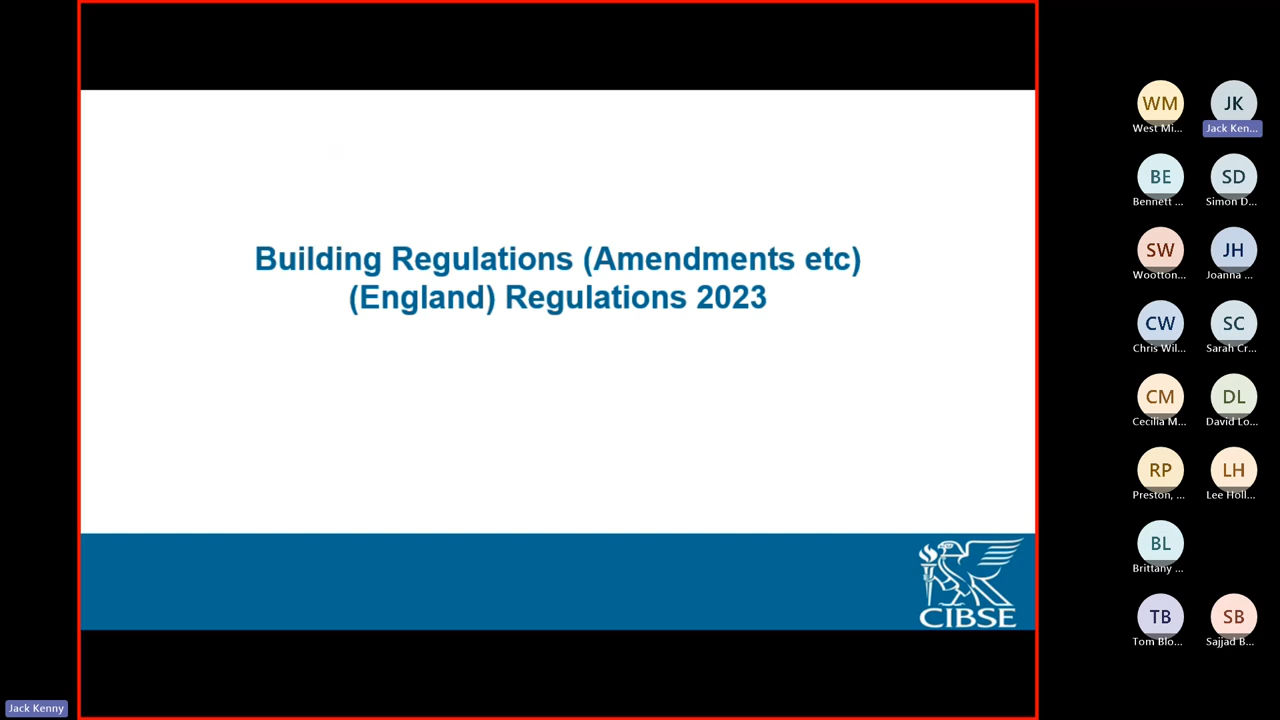 Building Regulations (Amendments etc)
(England) Regulations 2023
CIBSE
Jack Kenny
WM
West Mi...
JK
Jack Ken...
BE
Bennett ...
SD
Simon D...
SW
Wootton...
JH
Joanna ...
CW
Chris Wil...
SC
Sarah Cr...
CM
Cecilia M...
DL
David Lo...
RP
Preston, ...
LH
Lee Holl...
BL
Brittany ...
TB
Tom Blo...
SB
Sajjad B...